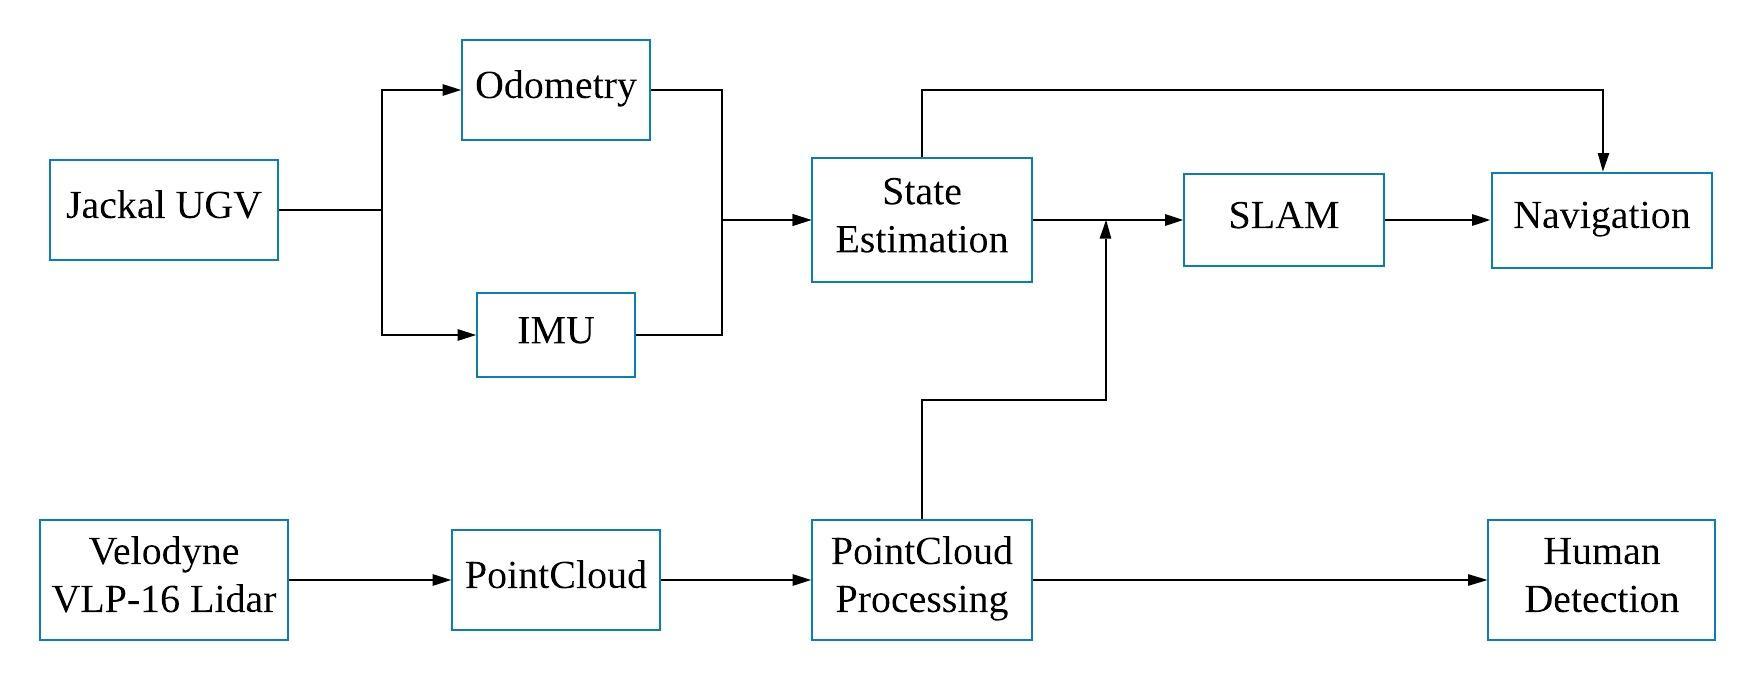 Odometry
Jackal UGV
State
Estimation
SLAM
Navigation
IMU
Velodyne
VLP-16 Lidar
PointCloud
PointCloud
Processing
Human
Detection